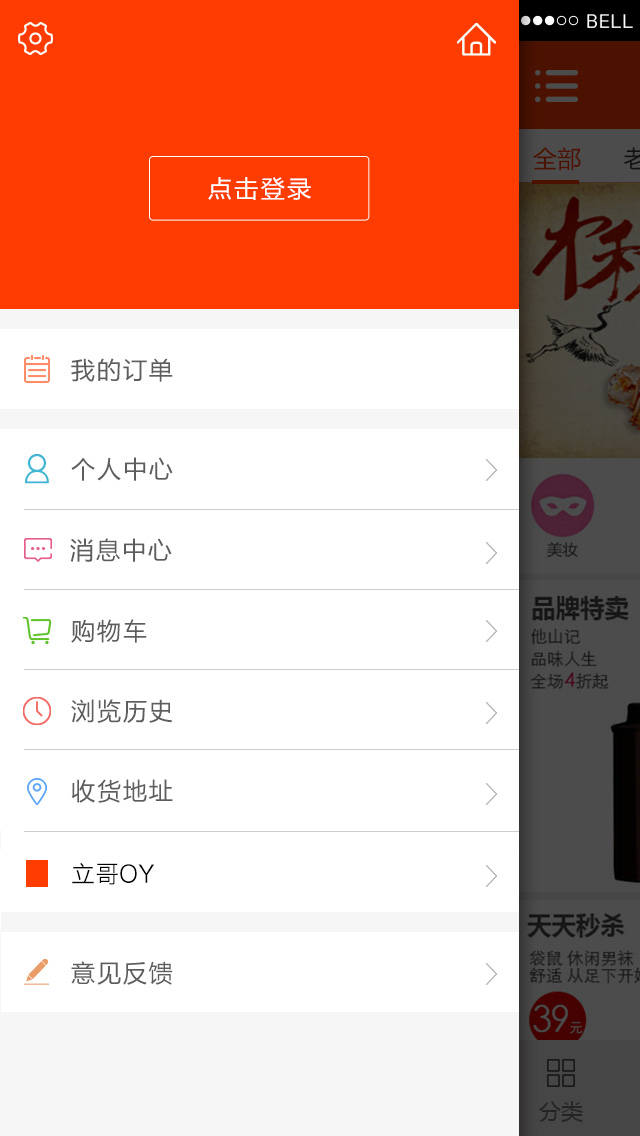 BELL
点击登录
全部
老
我的订单
个人中心
消息中心
购物车
浏览历史
收货地址
立哥OY
意见反馈
美妆
品牌特卖
他山记
品味人生
全场4折起
天天秒杀
袋鼠 休闲男袜
舒适 从足下开始
39元
分类